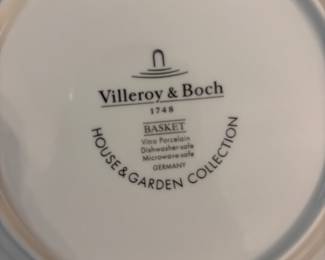 Villeroy & Boch
1748
BASKET
Vitro Porcelain
Dishwasher-safe
Microwave-safe
GERMANY
HOUSE & GARDEN COLLECTION